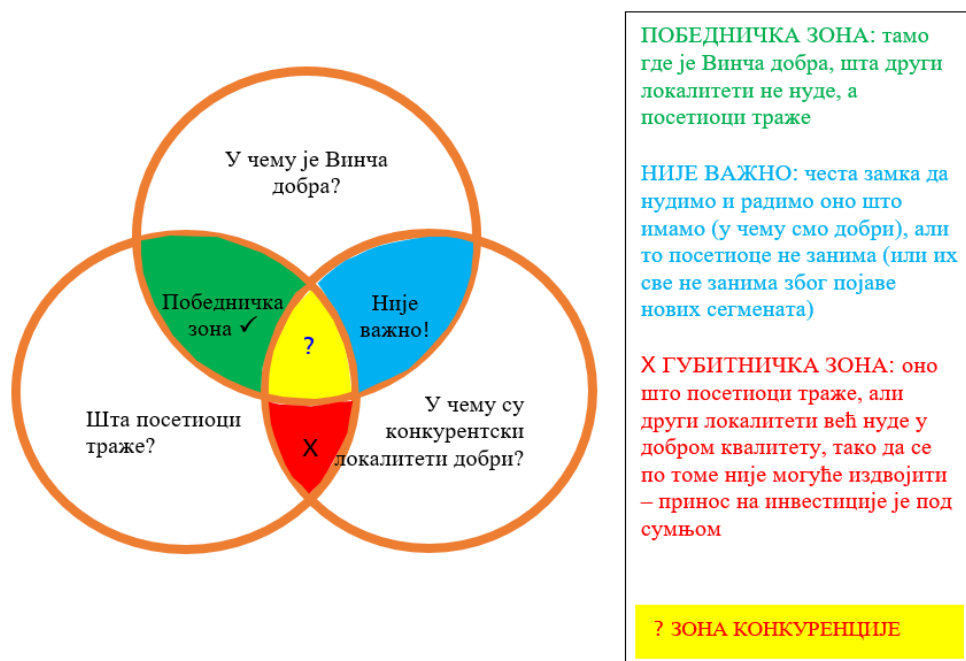 У чему је Винча
добра?
Победничка
зона ✓
Није
важно!
?
Шта посетиоци
траже?
X
У чему су
конкурентски
локалитети добри?
ПОБЕДНИЧКА ЗОНА: тамо
где је Винча добра, шта други
локалитети не нуде, а
посетиоци траже
НИЈЕ ВАЖНО: честа замка да
нудимо и радимо оно што
имамо (у чему смо добри), али
то посетиоце не занима (или их
све не занима због појаве
нових сегмената)
X ГУБИТНИЧКА ЗОНА: оно
што посетиоци траже, али
други локалитети већ нуде у
добром квалитету, тако да се
по томе није могуће издвојити
– принос на инвестиције је под
сумњом
? ЗОНА КОНКУРЕНЦИЈЕ